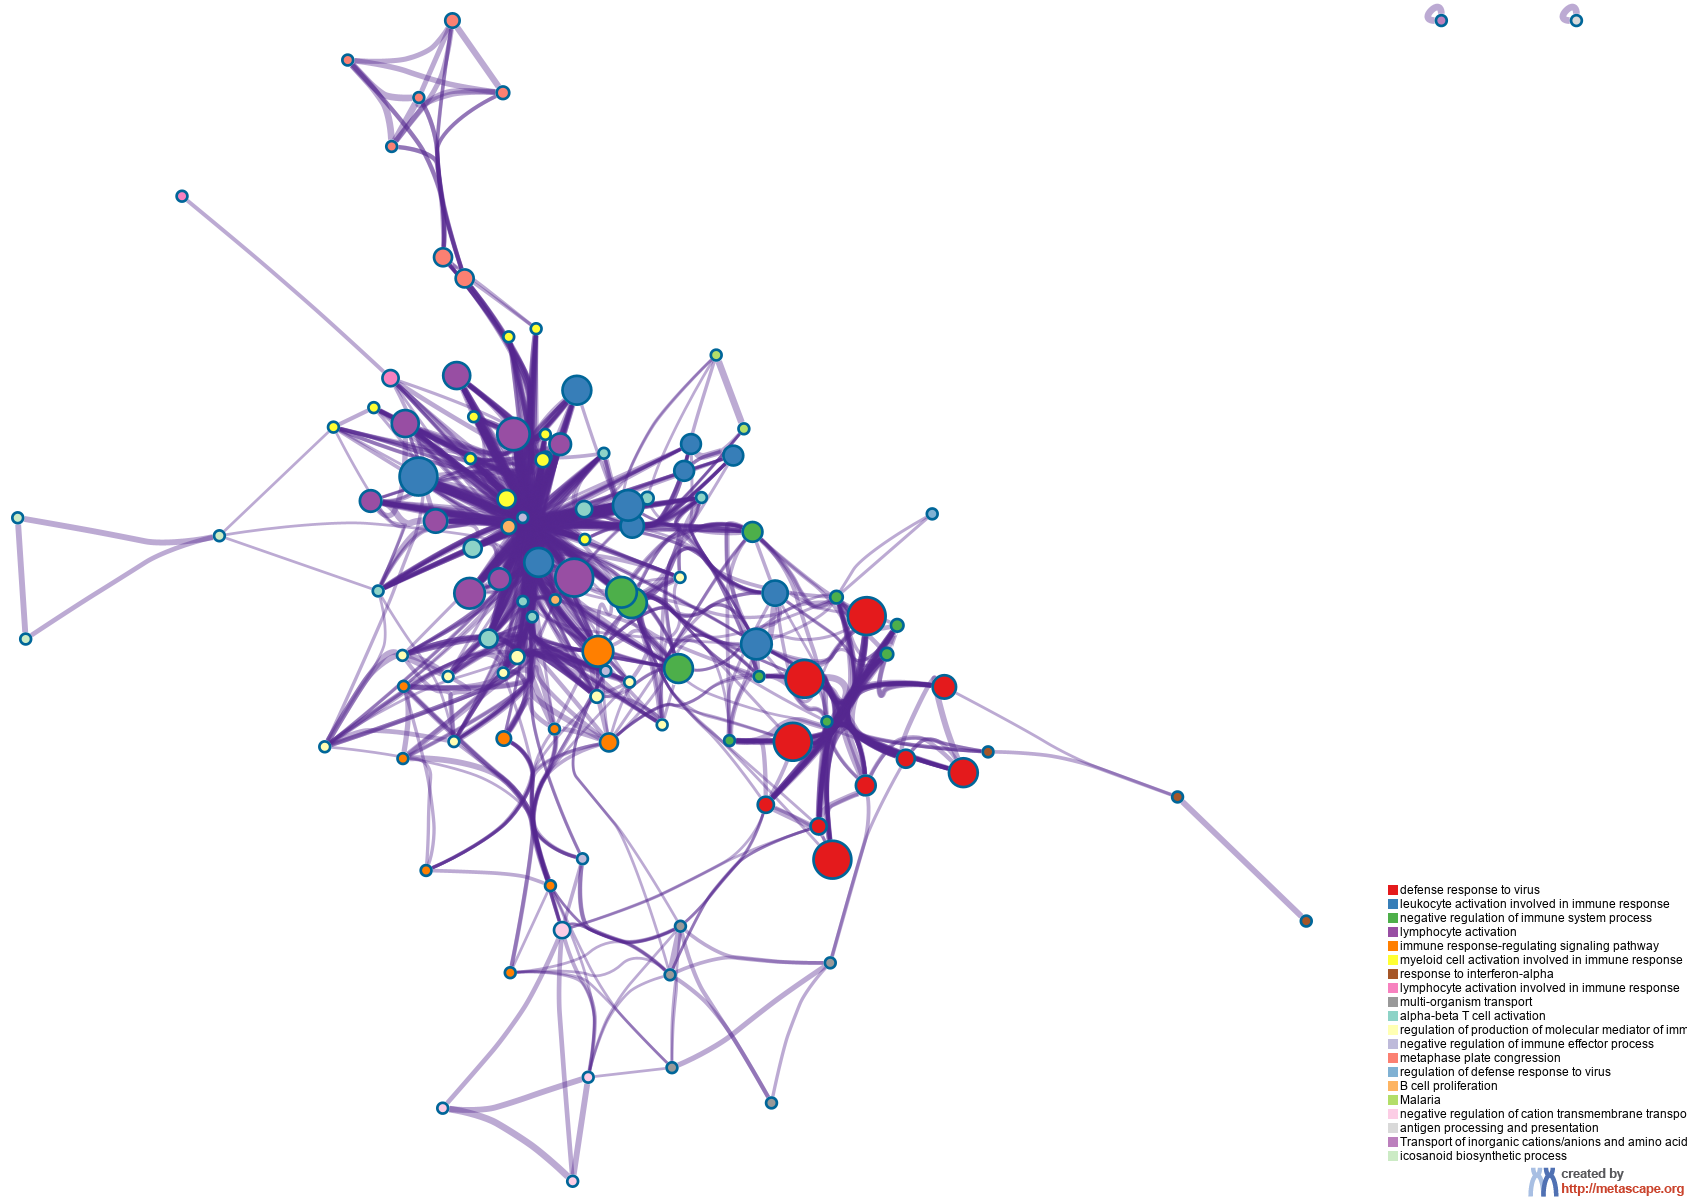 defense response to virus
leukocyte activation involved in immune response
negative regulation of immune system process
lymphocyte activation
immune response-regulating signaling pathway
myeloid cell activation involved in immune response
response to interferon-alpha
lymphocyte activation involved in immune response
multi-organism transport
alpha-beta T cell activation
regulation of production of molecular mediator of imm
negative regulation of immune effector process
metaphase plate congression
regulation of defense response to virus
B cell proliferation
Malaria
negative regulation of cation transmembrane transpo
antigen processing and presentation
Transport of inorganic cations/anions and amino acid
icosanoid biosynthetic process
created by
http://metascape.org